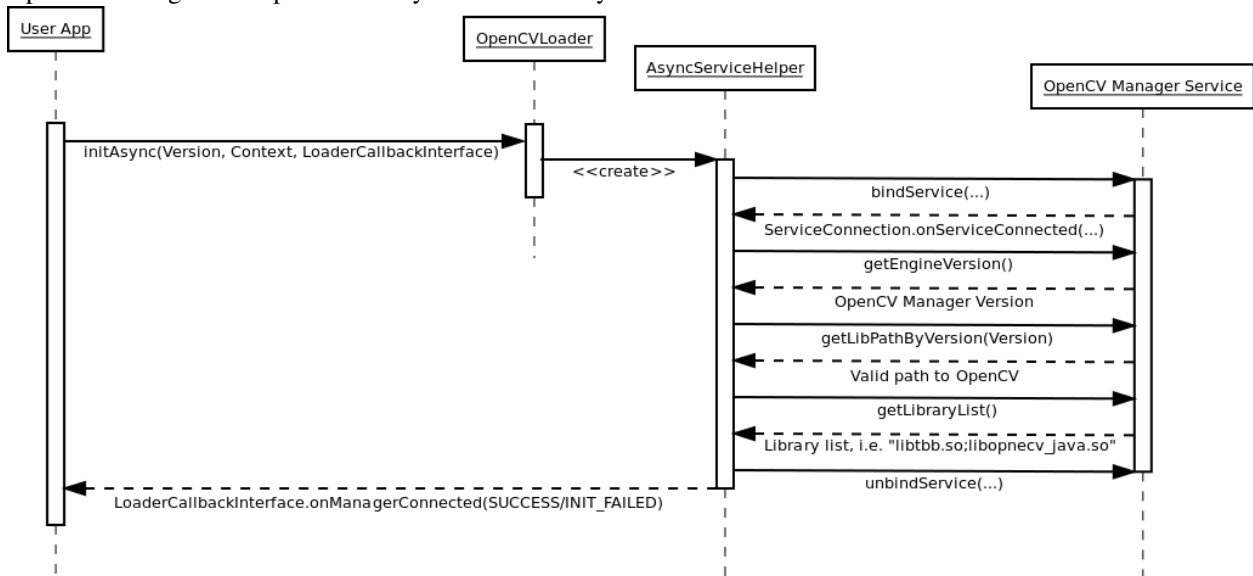 User App
OpenCVLoader
AsyncServiceHelper
OpenCV Manager Service
initAsync(Version, Context, LoaderCallbackInterface)
<<create>>
bindService(...)
ServiceConnection.onServiceConnected(...)
getEngineVersion()
OpenCV Manager Version
getLibPathByVersion(Version)
Valid path to OpenCV
getLibraryList()
Library list, i.e. "libtbb.so;libopnecv_java.so"
unbindService(...)
LoaderCallbackInterface.onManagerConnected(SUCCESS/INIT_FAILED)